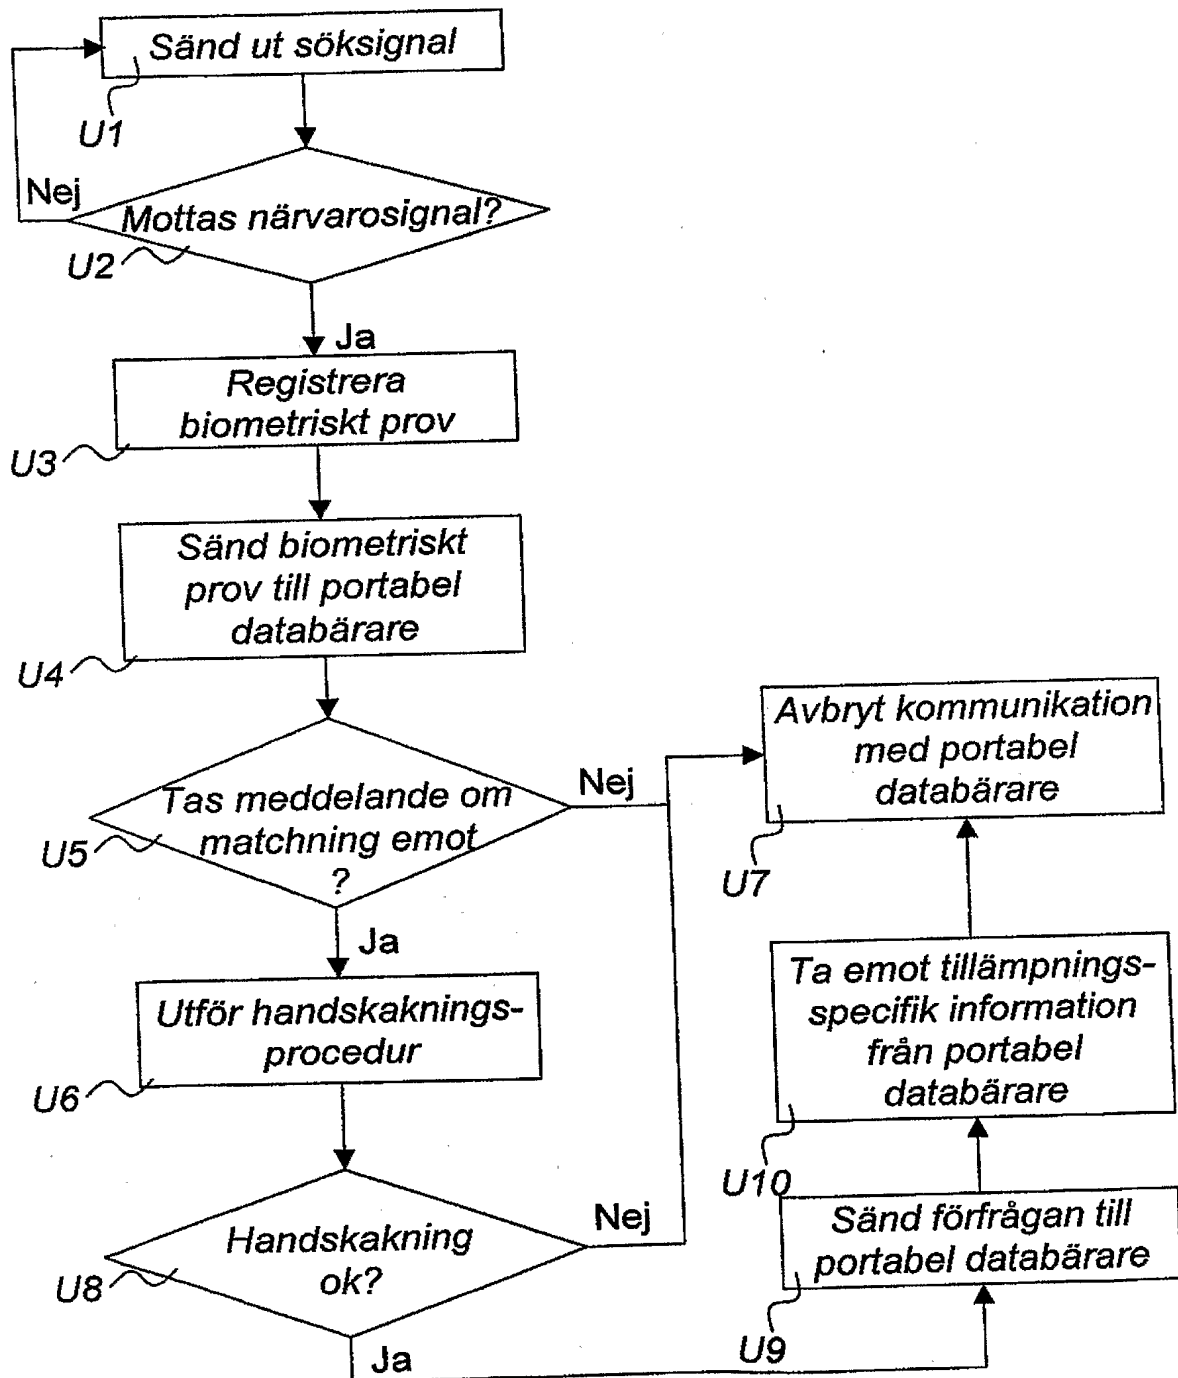 Sänd ut söksignal
U1
Nej
Mottas närvarosignal?
U2
Ja
Registrera
biometriskt prov
U3
Sänd biometriskt
prov till portabel
databärare
U4
Tas meddelande om
matchning emot
?
U5
Nej
Ja
Utför handskaknings-
procedur
U6
Handskakning
ok?
U8
Nej
Ja
Avbryt kommunikation
med portabel
databärare
U7
Ta emot tillämpnings-
specifik information
från portabel
databärare
U10
Sänd förfrågan till
portabel databärare
U9